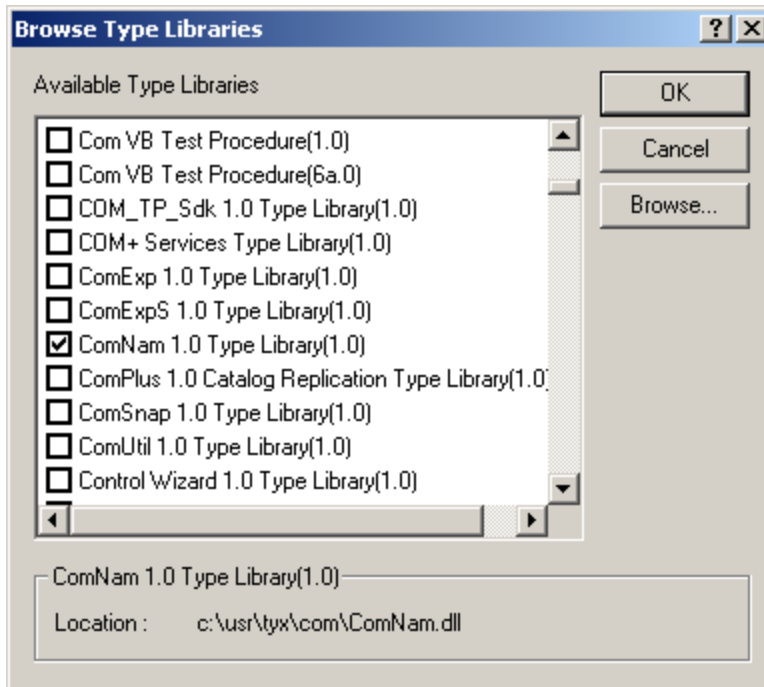 Browse Type Libraries
Available Type Libraries
OK
Com VB Test Procedure(1.0)
Cancel
Com VB Test Procedure(6a.0)
Browse...
COM_TP_Sdk 1.0 Type Library(1.0)
COM+ Services Type Library(1.0)
ComExp 1.0 Type Library(1.0)
ComExpS 1.0 Type Library(1.0)
ComNam 1.0 Type Library(1.0)
ComPlus 1.0 Catalog Replication Type Library(1.0)
ComSnap 1.0 Type Library(1.0)
ComUtil 1.0 Type Library(1.0)
Control Wizard 1.0 Type Library(1.0)
ComNam 1.0 Type Library(1.0)
Location : c:\usr\tyx\com\ComNam.dll